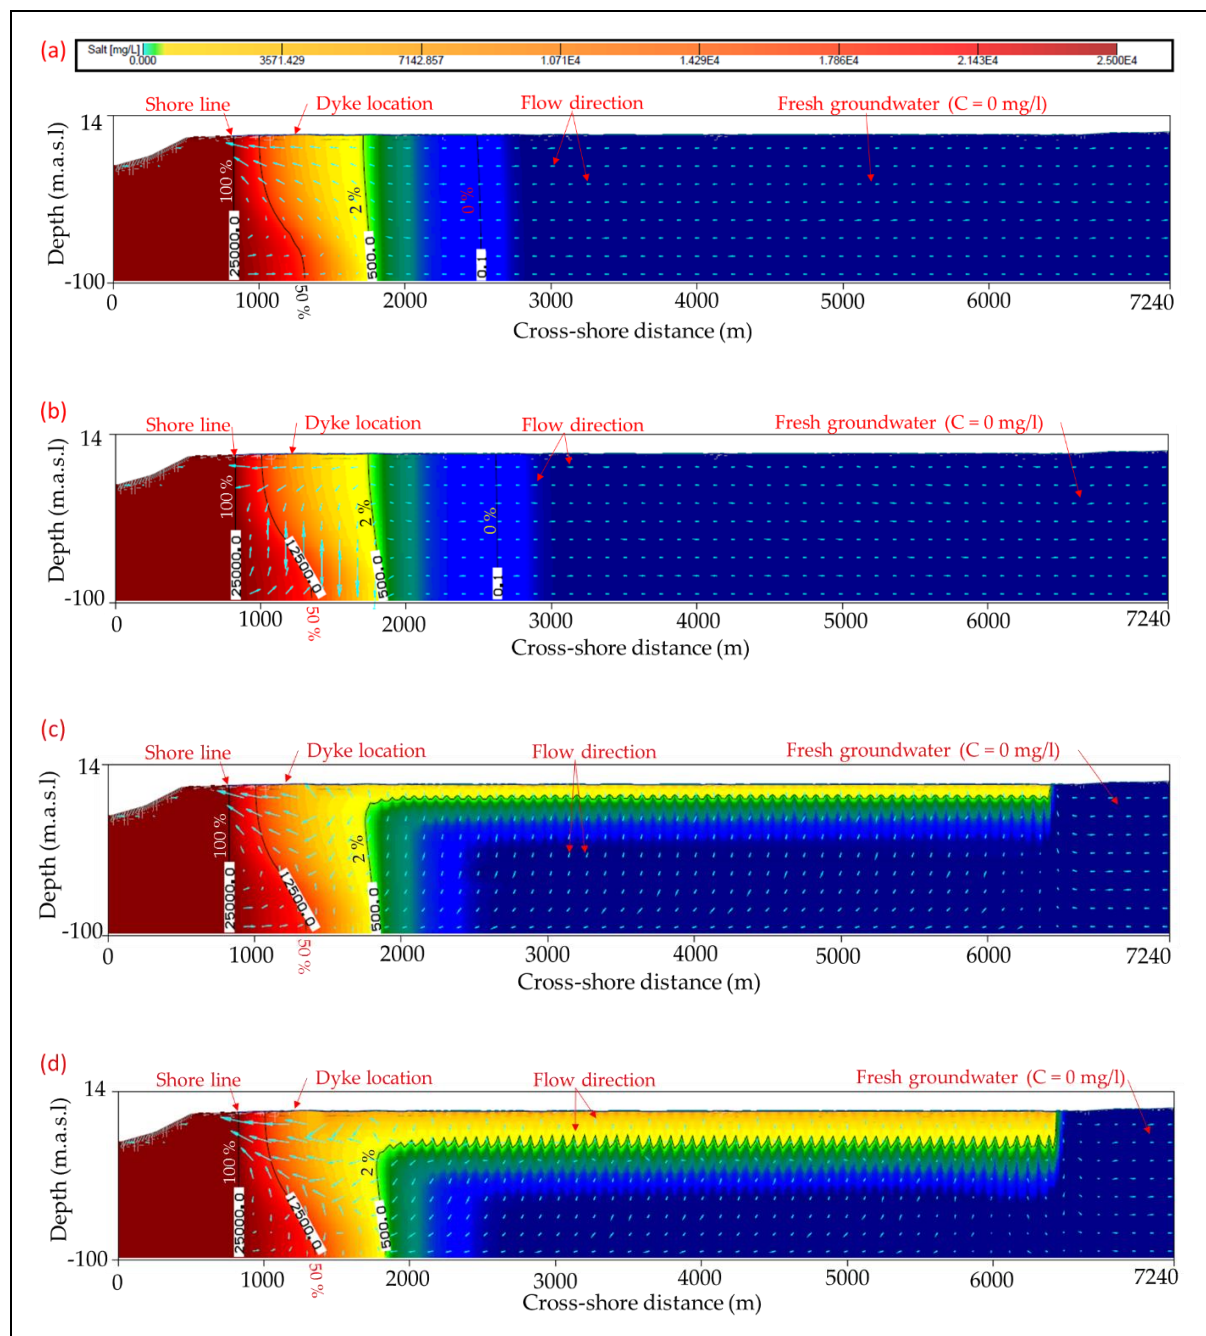 (a)
Salt [mg/L]
0.000 3571.429 7142.857 1.071E4 1.429E4 1.786E4 2.143E4 2.500E4
Shore line Dyke location Flow direction Fresh groundwater (C = 0 mg/l)
14
Depth (m.a.s.l)
-100
100 %
25000.0
50 %
2 %
500.0
0 %
0.1
0 1000 2000 3000 4000 5000 6000 7240
Cross-shore distance (m)
(b)
Shore line Dyke location Flow direction Fresh groundwater (C = 0 mg/l)
14
Depth (m.a.s.l)
-100
100 %
25000.0
12500.0
50 %
2 %
500.0
0 %
0.1
0 1000 2000 3000 4000 5000 6000 7240
Cross-shore distance (m)
(c)
Shore line Dyke location Flow direction Fresh groundwater (C = 0 mg/l)
14
Depth (m.a.s.l)
-100
100 %
25000.0
12500.0
50 %
2 %
500.0
0 1000 2000 3000 4000 5000 6000 7240
Cross-shore distance (m)
(d)
Shore line Dyke location Flow direction Fresh groundwater (C = 0 mg/l)
14
Depth (m.a.s.l)
-100
100 %
25000.0
12500.0
50 %
2 %
500.0
0 1000 2000 3000 4000 5000 6000 7240
Cross-shore distance (m)